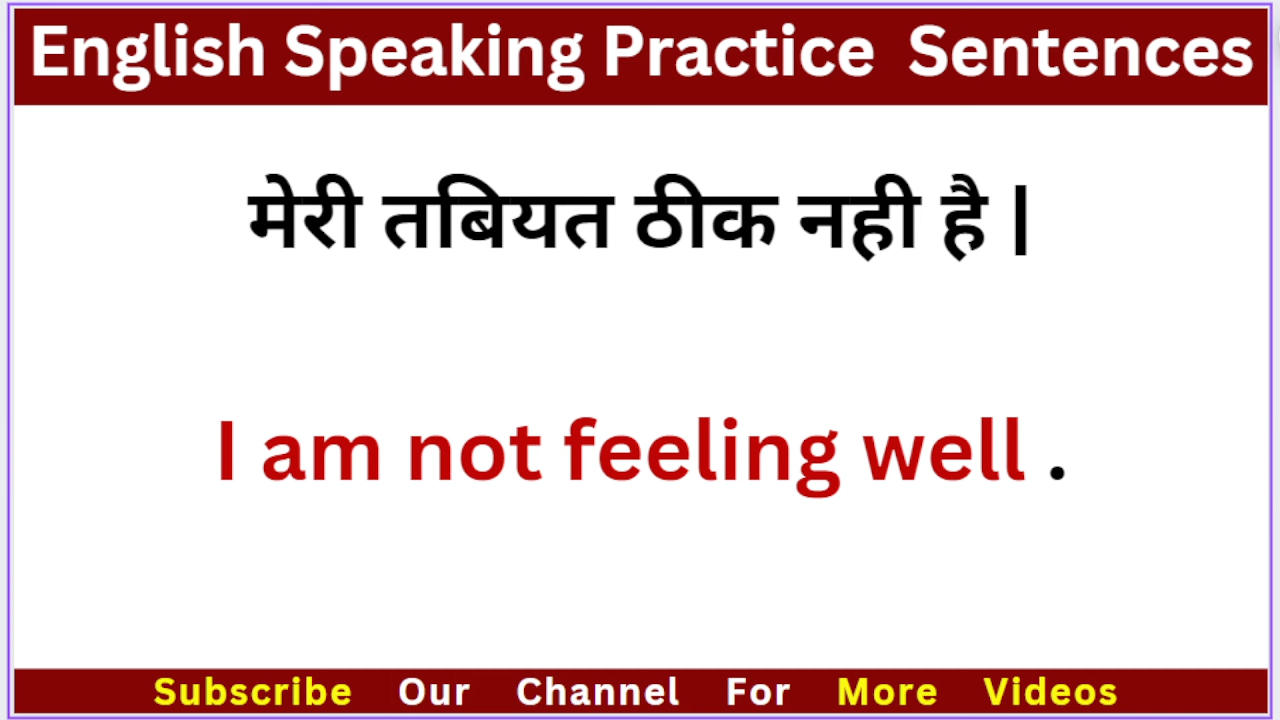 English Speaking Practice Sentences
मेरी तबियत ठीक नही है |
I am not feeling well .
Subscribe Our Channel For More Videos